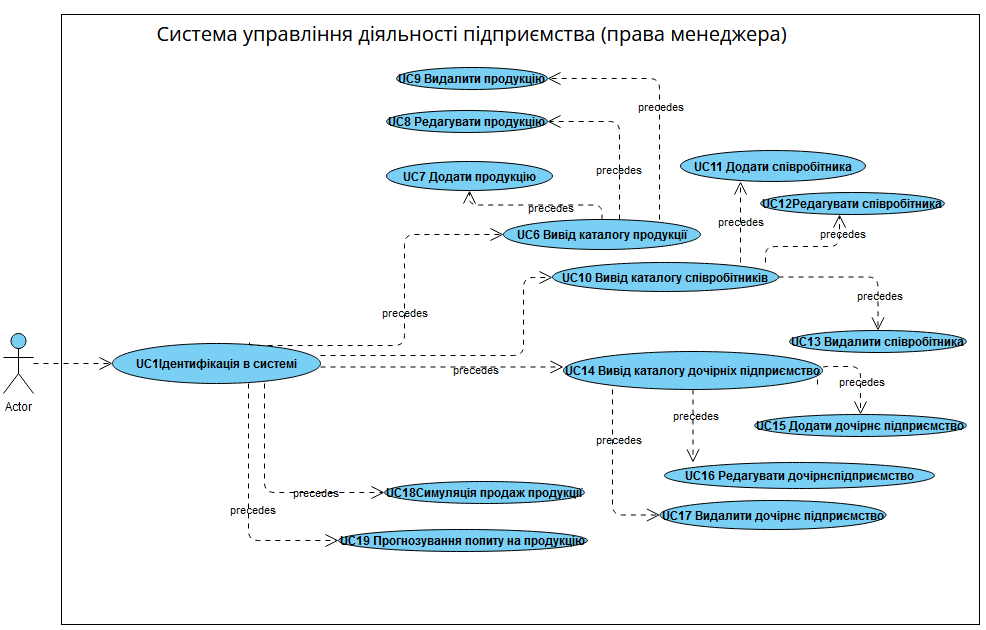 Система управління діяльності підприємства (права менеджера)
UC9 Видалити продукцію
precedes
UC8 Редагувати продукцію
precedes
UC7 Додати продукцію
precedes
UC11 Додати співробітника
UC12Редагувати співробітника
precedes
precedes
UC6 Вивід каталогу продукції
UC10 Вивід каталогу співробітників
precedes
precedes
UC13 Видалити співробітника
UC1Ідентифікація в системі
precedes
UC14 Вивід каталогу дочірніх підприємство
precedes
Actor
precedes
UC15 Додати дочірнє підприємство
precedes
UC16 Редагувати дочірнєпідприємство
precedes
UC18Симуляція продаж продукції
precedes
UC17 Видалити дочірнє підприємство
UC19 Прогнозування попиту на продукцію